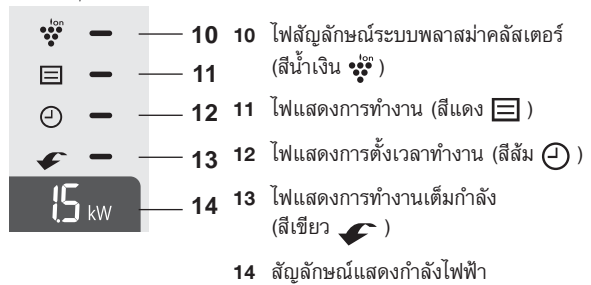 Ion
10
11
12
13
1.5 kW
14
10 ไฟสัญลักษณ์ระบบพลาสม่าคลัสเตอร์
(สีน้ำเงิน Ion )
11 ไฟแสดงการทำงาน (สีแดง )
12 ไฟแสดงการตั้งเวลาทำงาน (สีส้ม )
13 ไฟแสดงการทำงานเต็มกำลัง
(สีเขียว )
14 สัญลักษณ์แสดงกำลังไฟฟ้า